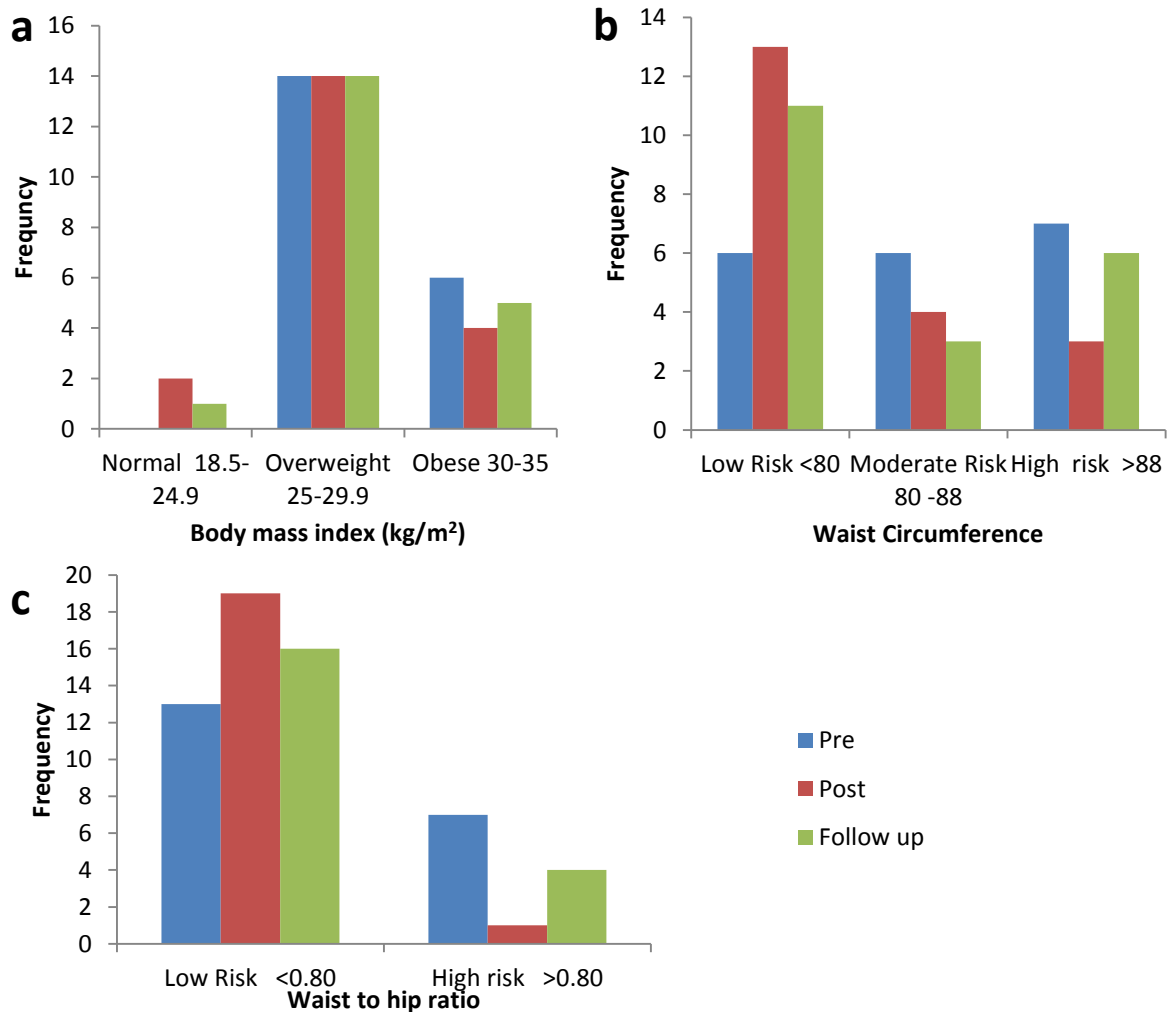 a
16
14
12
10
8
6
4
2
0
Frequncy
Normal 18.5-24.9
Overweight 25-29.9
Obese 30-35
Body mass index (kg/m²)
b
14
12
10
8
6
4
2
0
Frequency
Low Risk <80
Moderate Risk 80 -88
High risk >88
Waist Circumference
c
20
18
16
14
12
10
8
6
4
2
0
Frequency
Low Risk <0.80
High risk >0.80
Waist to hip ratio
Pre
Post
Follow up